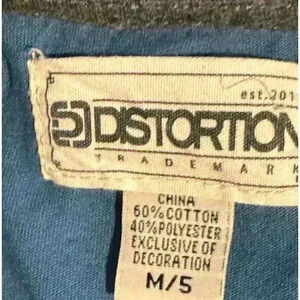 est.201
DISTORTION
TRADEMARK
CHINA
60%COTTON
40%POLYESTER
EXCLUSIVE OF
DECORATION
M/5